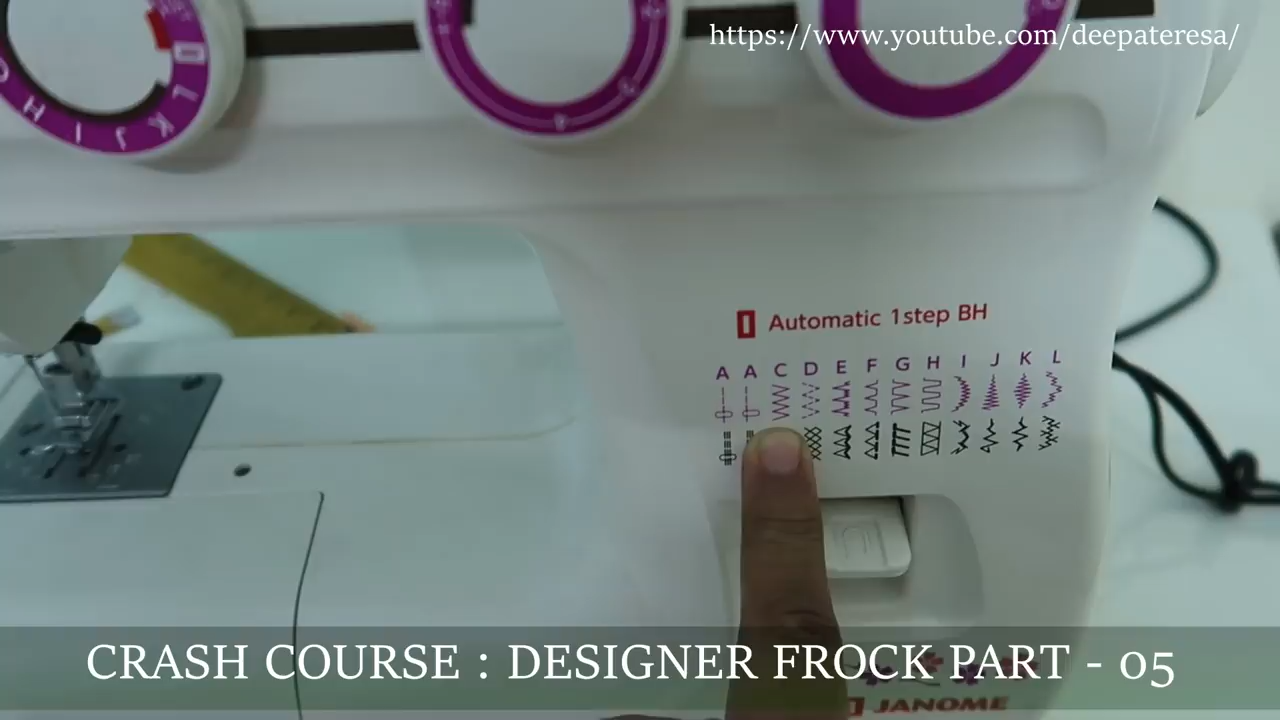 https://www.youtube.com/deepateresa/
L
H I J K L
Automatic 1step BH
A A C D E F G H I J K L
CRASH COURSE : DESIGNER FROCK PART - 05
JANOME